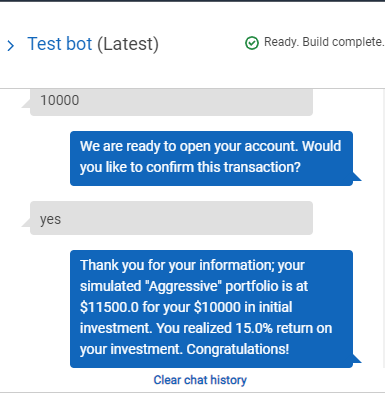 Test bot (Latest)
Ready. Build complete.
10000
We are ready to open your account. Would
you like to confirm this transaction?
yes
Thank you for your information; your
simulated "Aggressive" portfolio is at
$11500.0 for your $10000 in initial
investment. You realized 15.0% return on
your investment. Congratulations!
Clear chat history